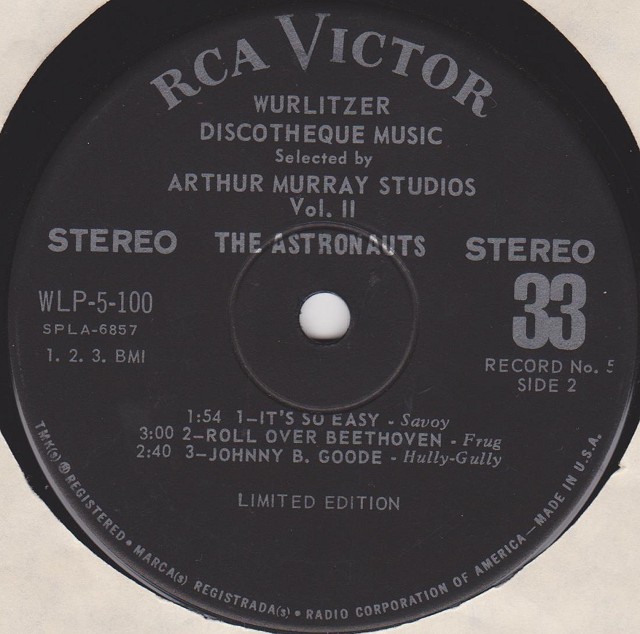 RCA VICTOR
WURLITZER
DISCOTHEQUE MUSIC
Selected by
ARTHUR MURRAY STUDIOS
Vol. II
STEREO THE ASTRONAUTS STEREO
WLP-5-100
33
SPLA-6857
1. 2. 3. BMI
RECORD No. 5
SIDE 2
1:54 1–IT'S SO EASY - Savoy
3:00 2–ROLL OVER BEETHOVEN - Frug
2:40 3–JOHNNY B. GOODE - Hully-Gully
LIMITED EDITION
TMK(s) ® REGISTERED • MARCA(s) REGISTRADA(s) • RADIO CORPORATION OF AMERICA—MADE IN U.S.A.